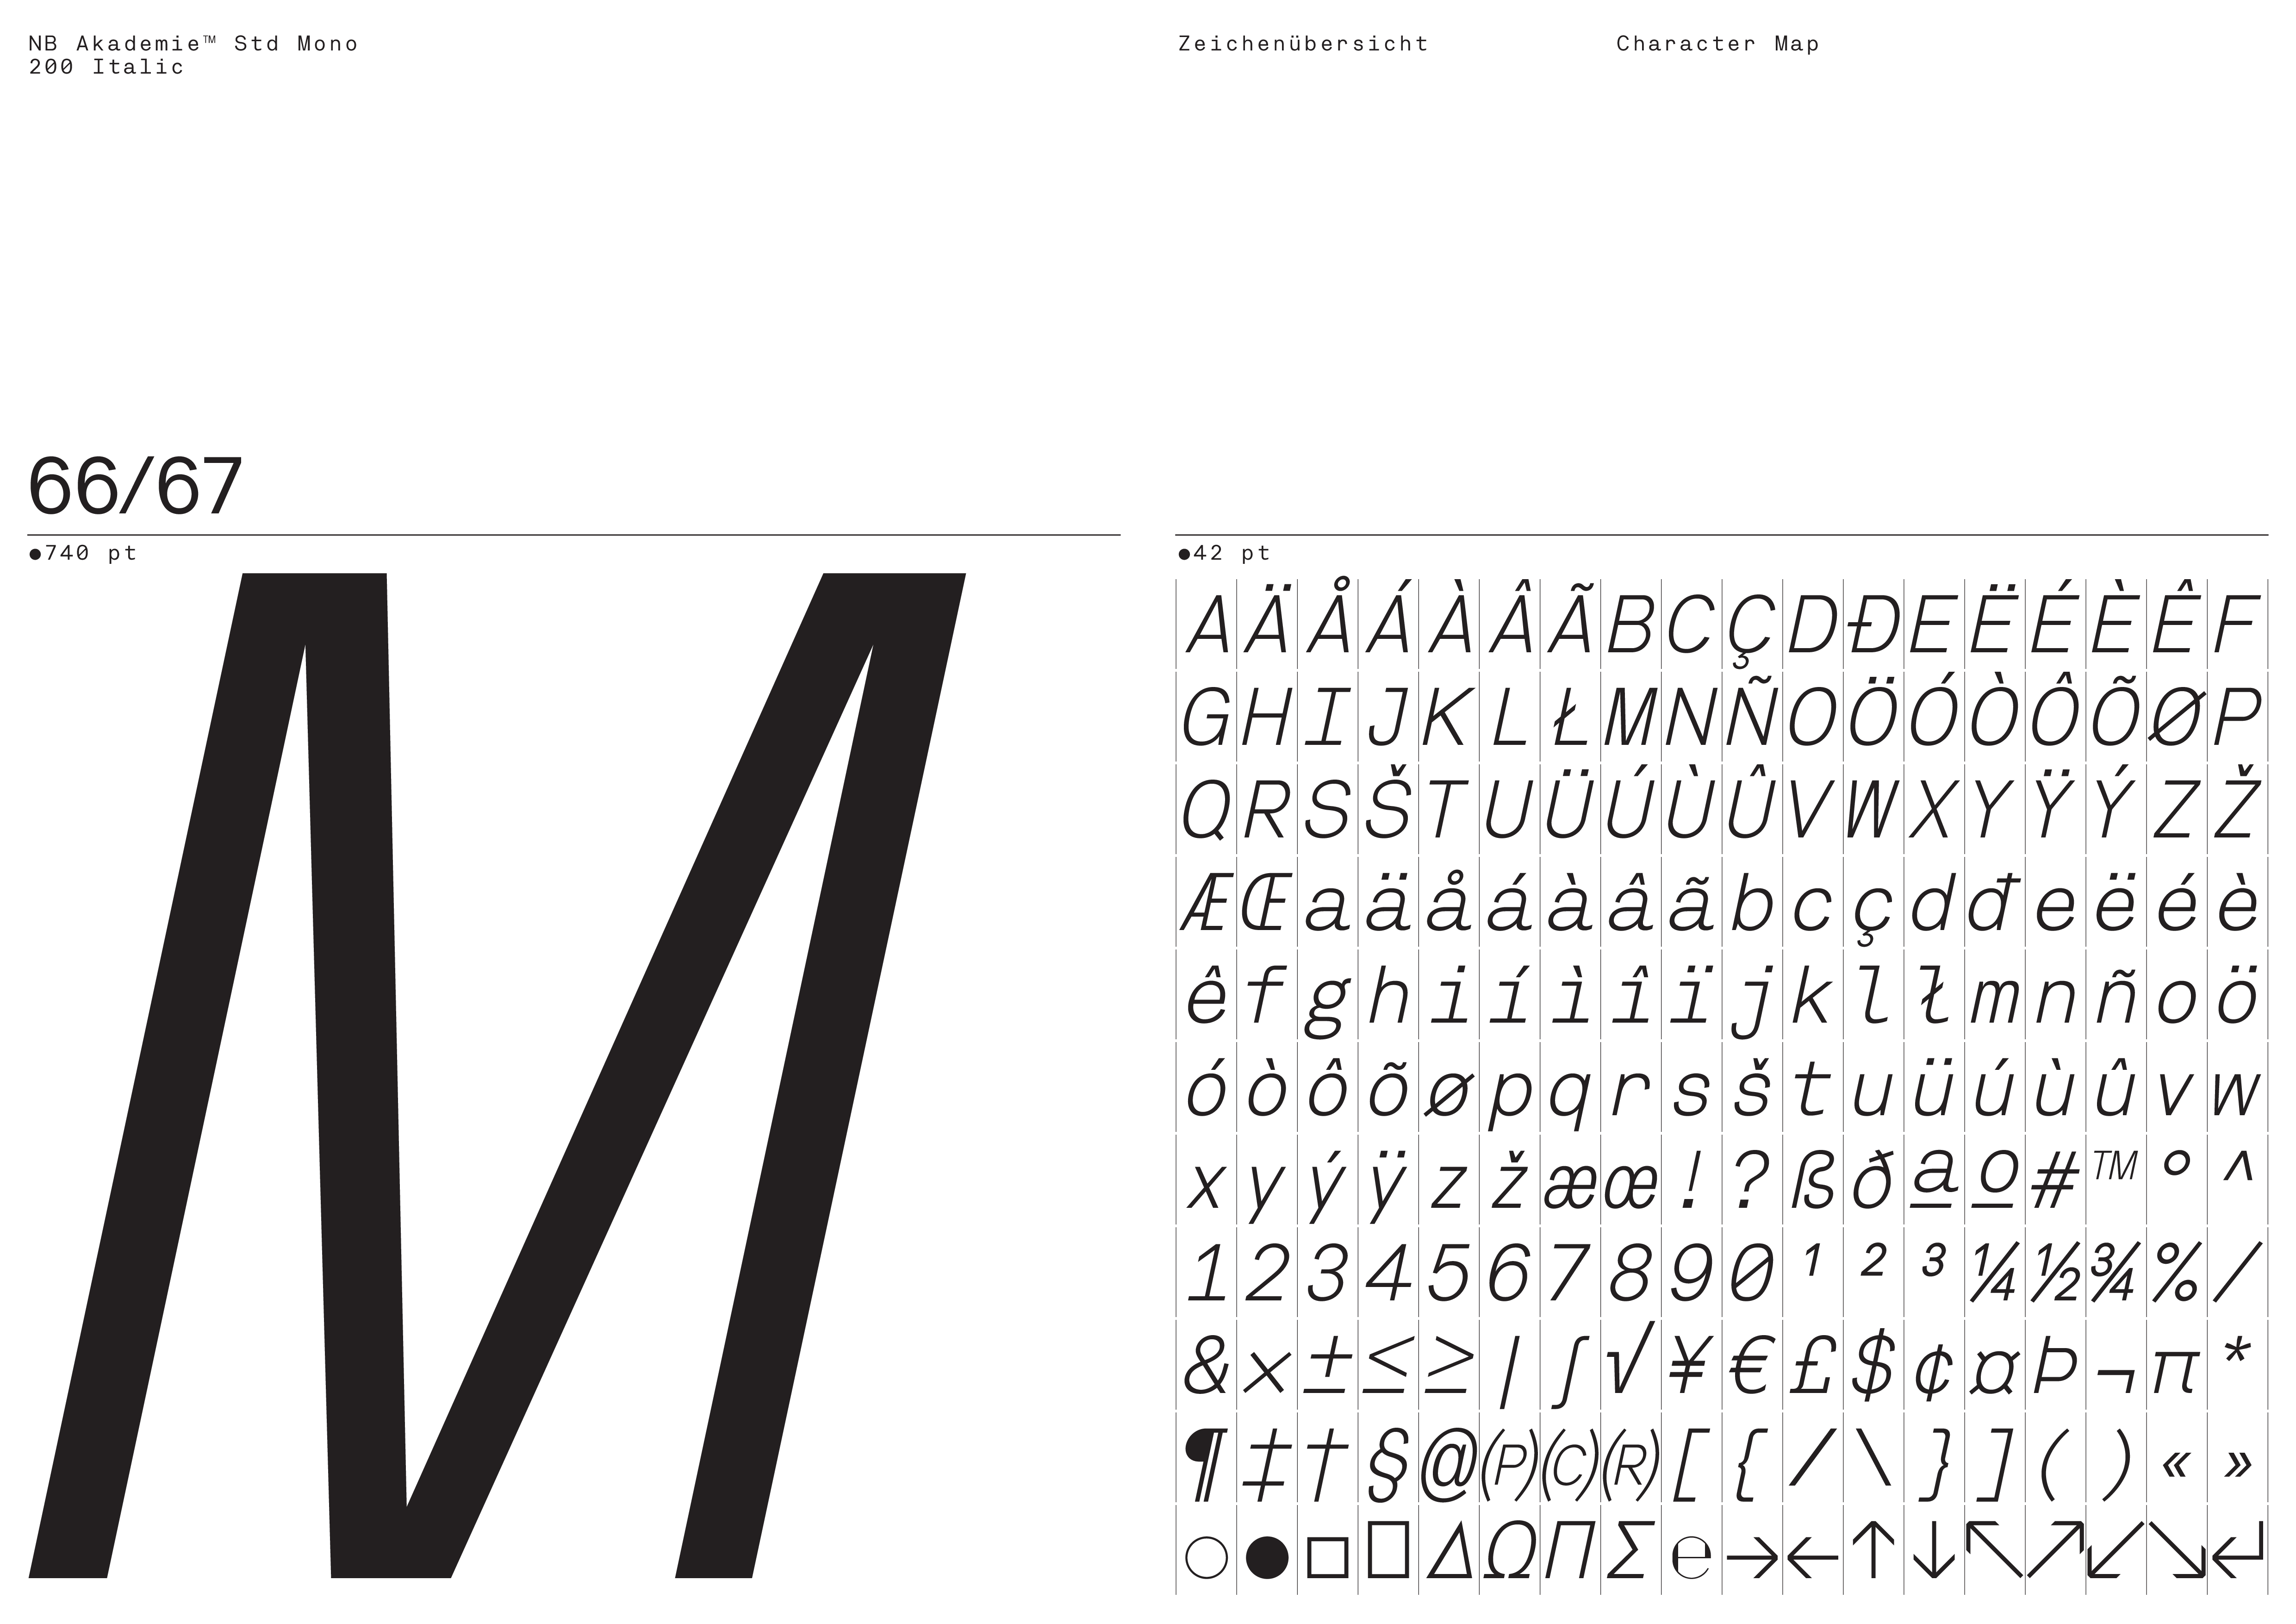 NB Akademie™ Std Mono
200 Italic
Zeichenübersicht
Character Map
66/67
●740 pt
M
●42 pt
A Ä Å Á À Â Ã B C Ç D Đ E Ë É È Ê F
G H I J K L Ł M N Ñ O Ö Ó Ò Ô Õ Ø P
Q R S Š T U Ü Ú Ù Û V W X Y Ÿ Ý Z Ž
Æ Œ a ä å á à â ã b c ç d đ e ë é è
ê f g h i í ì î ï j k l ł m n ñ o ö
ó ò ô õ ø p q r s š t u ü ú ù û v w
x y ý ÿ z ž æ œ ! ? ß ð ª º # ™ ° ^
1 2 3 4 5 6 7 8 9 0 ¹ ² ³ ¼ ½ ¾ % /
& × ± ≤ ≥ | ∫ √ ¥ € £ $ ¢ ¤ Þ ¬ π *
¶ ‡ † § @ ℗ © ® [ { / \ } ] ( ) « »
○ ● □ ▯ Δ Ω Π Σ ℮ → ← ↑ ↓ ↖ ↗ ↙ ↘ ↵